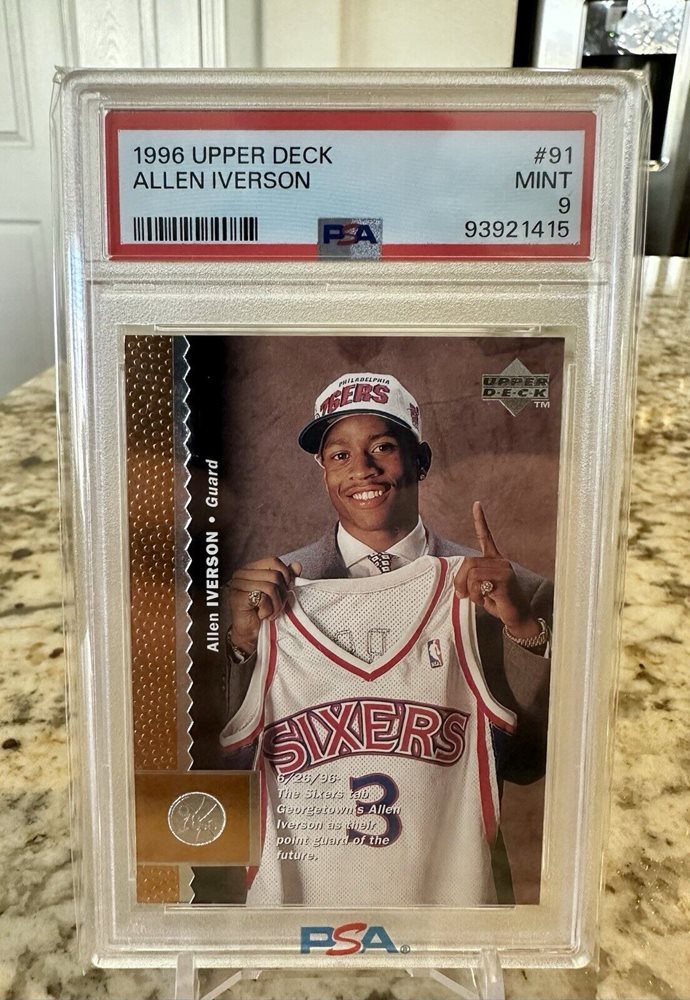 1996 UPPER DECK #91
ALLEN IVERSON MINT
9
PSA 93921415
UPPER
DECK
TM
PHILADELPHIA
76ERS
Allen IVERSON • Guard
SIXERS
3
6/26/96-
The Sixers tab
Georgetown's Allen
Iverson as their
point guard of the
future.
PSA®